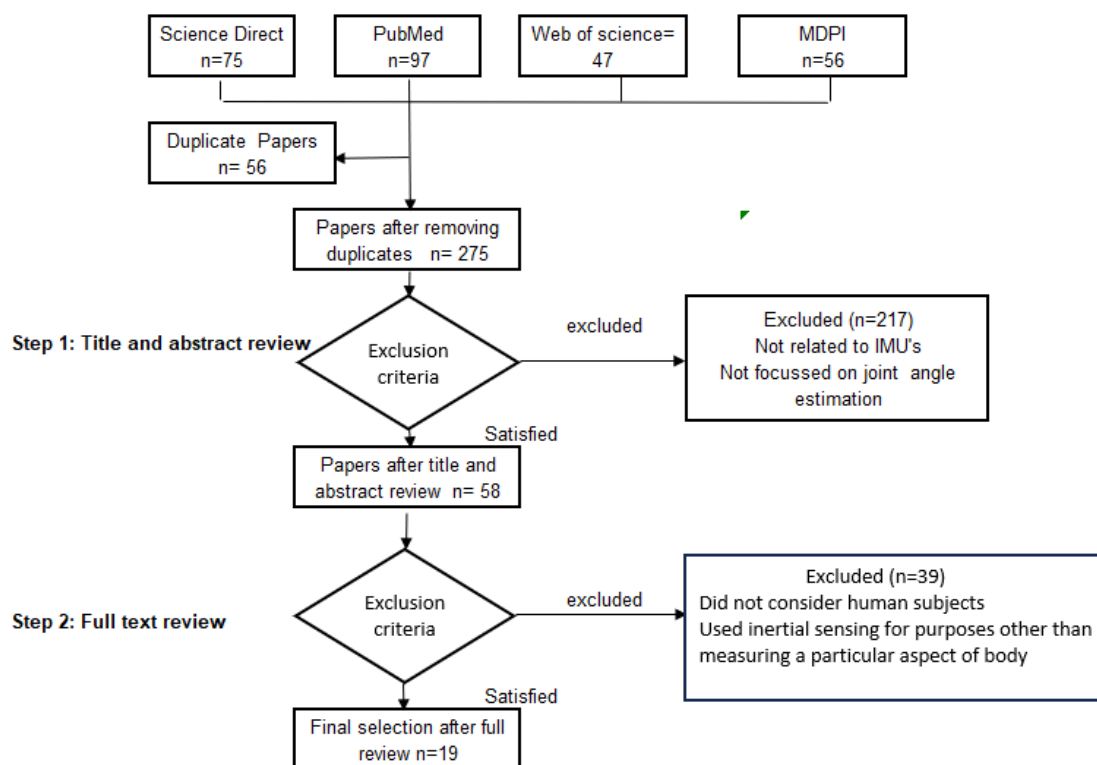 Science Direct
n=75
PubMed
n=97
Web of science=
47
MDPI
n=56
Duplicate Papers
n= 56
Papers after removing
duplicates n= 275
Step 1: Title and abstract review
Exclusion
criteria
excluded
Excluded (n=217)
Not related to IMU's
Not focussed on joint angle
estimation
Satisfied
Papers after title and
abstract review n= 58
Step 2: Full text review
Exclusion
criteria
excluded
Excluded (n=39)
Did not consider human subjects
Used inertial sensing for purposes other than
measuring a particular aspect of body
Satisfied
Final selection after full
review n=19